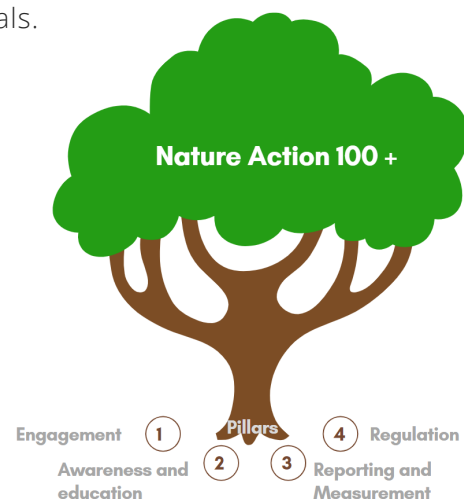 als.
Nature Action 100 +
Pillars
Engagement 1
4 Regulation
Awareness and
education
2
3
Reporting and
Measurement